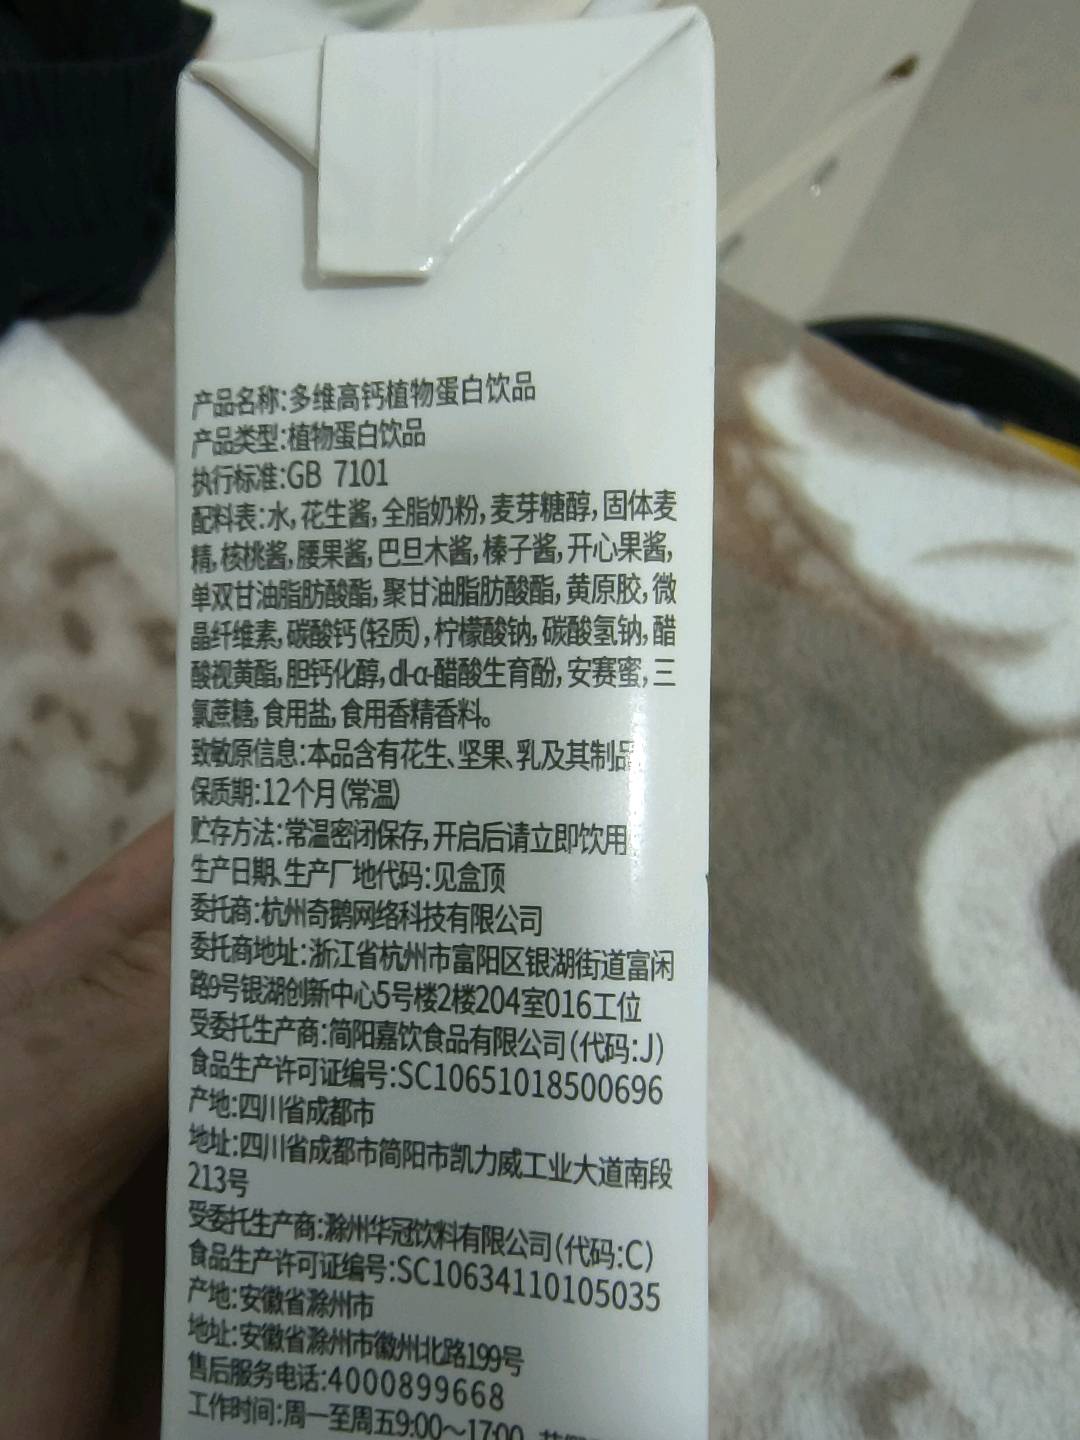 产品名称:多维高钙植物蛋白饮品
产品类型:植物蛋白饮品
执行标准:GB 7101
配料表:水,花生酱,全脂奶粉,麦芽糖醇,固体麦
精,核桃酱,腰果酱,巴旦木酱,榛子酱,开心果酱,
单双甘油脂肪酸酯,聚甘油脂肪酸酯,黄原胶,微
晶纤维素,碳酸钙(轻质),柠檬酸钠,碳酸氢钠,醋
酸视黄酯,胆钙化醇,dl-α-醋酸生育酚,安赛蜜,三
氯蔗糖,食用盐,食用香精香料。
致敏原信息:本品含有花生、坚果、乳及其制品
保质期:12个月(常温)
贮存方法:常温密闭保存,开启后请立即饮用
生产日期、生产厂地代码:见盒顶
委托商:杭州奇鹅网络科技有限公司
委托商地址:浙江省杭州市富阳区银湖街道富闲
路9号银湖创新中心5号楼2楼204室016工位
受委托生产商:简阳嘉饮食品有限公司(代码:J)
食品生产许可证编号:SC10651018500696
产地:四川省成都市
地址:四川省成都市简阳市凯力威工业大道南段
213号
受委托生产商:滁州华冠饮料有限公司(代码:C)
食品生产许可证编号:SC10634110105035
产地:安徽省滁州市
地址:安徽省滁州市徽州北路199号
售后服务电话:4000899668
工作时间:周一至周五9:00~17:00